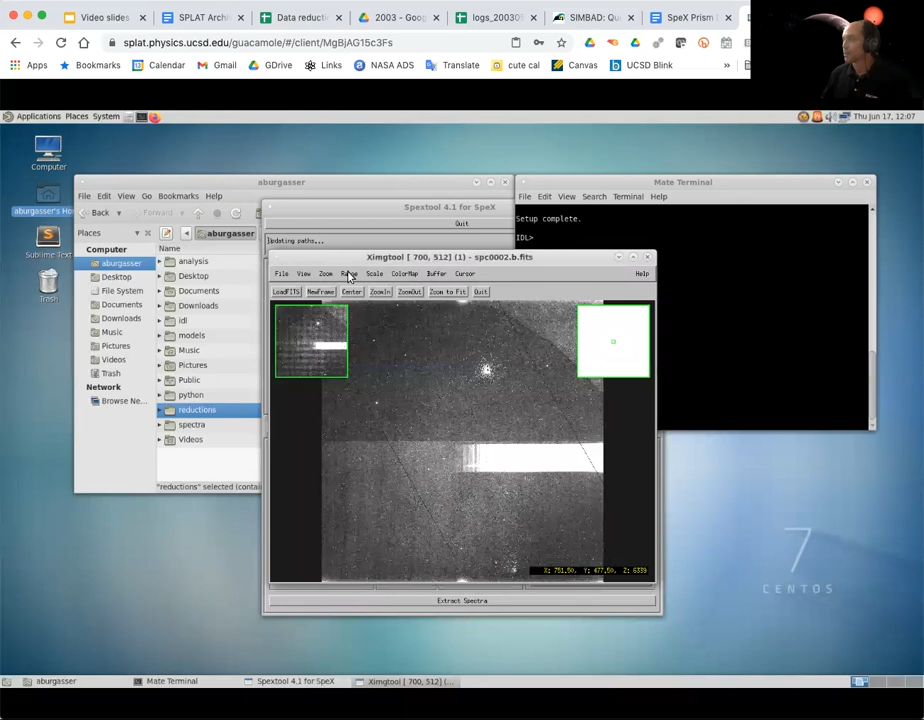 Video slides
SPLAT Archi
Data reducti
2003 - Goog
logs_200305
SIMBAD: Qu
SpeX Prism
splat.physics.ucsd.edu/guacamole/#/client/MgBjAG15c3Fs
Apps
Bookmarks
Calendar
Gmail
GDrive
Links
NASA ADS
Translate
cute cal
Canvas
UCSD Library
»
Applications Places System
Thu Jun 17, 12:07
Computer
aburgasser's Ho
Sublime Text
Trash
aburgasser
File Edit View Go Bookmarks Help
Back Forward
Places
aburgasser
Computer
aburgasser
Desktop
File System
Documents
Downloads
Music
Pictures
Videos
Trash
Network
Browse Ne...
Name
analysis
Desktop
Documents
Downloads
idl
models
Music
Pictures
Public
python
reductions
spectra
Videos
"reductions" selected (contai
Spextool 4.1 for SpeX
Quit
Updating paths...
Mate Terminal
File Edit View Search Terminal Help
Setup complete.
IDL>
Ximgtool [ 700, 512] (1) - spc0002.b.fits
File View Zoom Range Scale ColorMap Buffer Cursor Help
LoadFITS NewFrame Center ZoomIn ZoomOut Zoom to Fit Quit
X: 751.50, Y: 477.50, Z: 6339
Extract Spectra
7
CENTOS
aburgasser
Mate Terminal
Spextool 4.1 for SpeX
Ximgtool [ 700, 512] (...